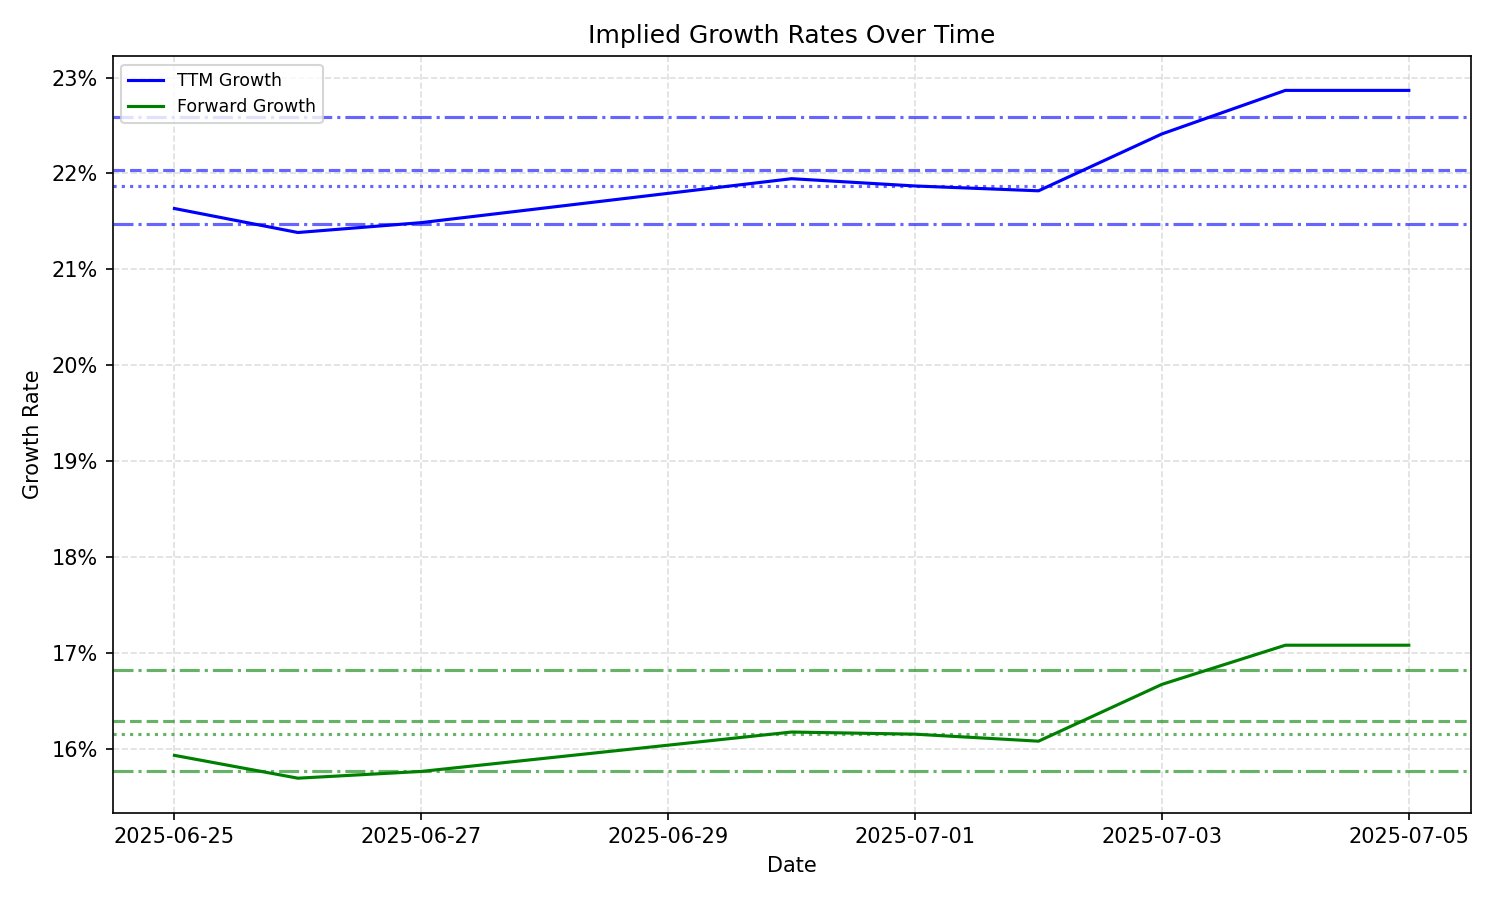 Implied Growth Rates Over Time
TTM Growth
Forward Growth
Growth Rate
23%
22%
21%
20%
19%
18%
17%
16%
2025-06-25 2025-06-27 2025-06-29 2025-07-01 2025-07-03 2025-07-05
Date